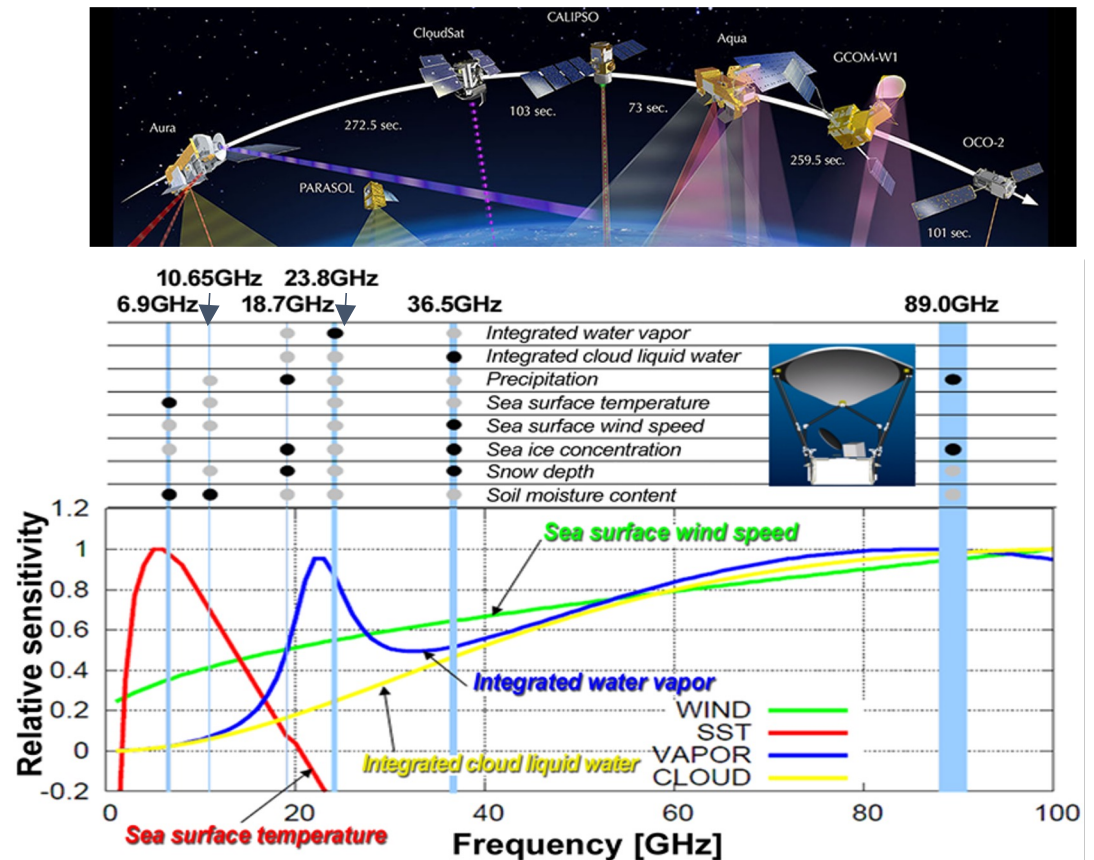 CALIPSO
CloudSat
Aqua
GCOM-W1
103 sec.
73 sec.
272.5 sec.
Aura
259.5 sec.
OCO-2
PARASOL
101 sec.
10.65GHz 23.8GHz
6.9GHz 18.7GHz 36.5GHz 89.0GHz
Integrated water vapor
Integrated cloud liquid water
Precipitation
Sea surface temperature
Sea surface wind speed
Sea ice concentration
Snow depth
Soil moisture content
Relative sensitivity
1.2
1
0.8
0.6
0.4
0.2
0
-0.2
Sea surface wind speed
Integrated water vapor
Integrated cloud liquid water
WIND
SST
VAPOR
CLOUD
0 20 40 60 80 100
Sea surface temperature
Frequency [GHz]